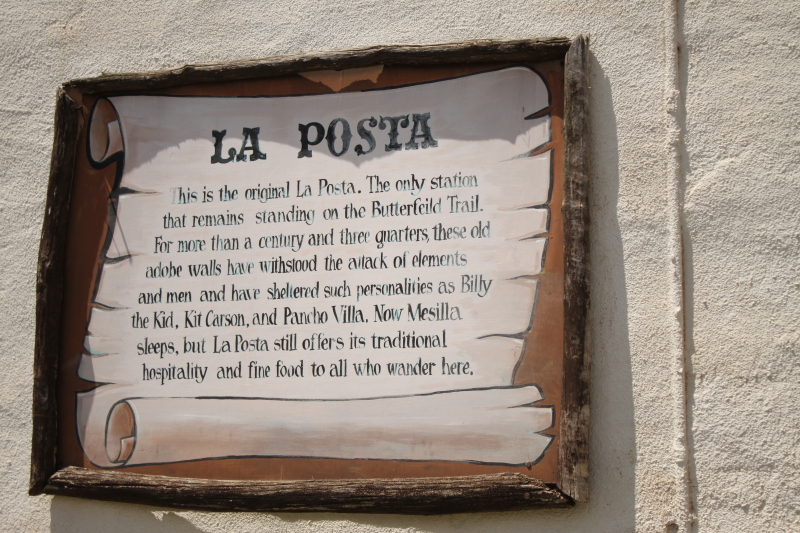 LA POSTA
This is the original La Posta. The only station
that remains standing on the Butterfeild Trail.
For more than a century and three quarters, these old
adobe walls have withstood the attack of elements
and men and have sheltered such personalities as Billy
the Kid, Kit Carson, and Pancho Villa. Now Mesilla
sleeps, but La Posta still offers its traditional
hospitality and fine food to all who wander here.